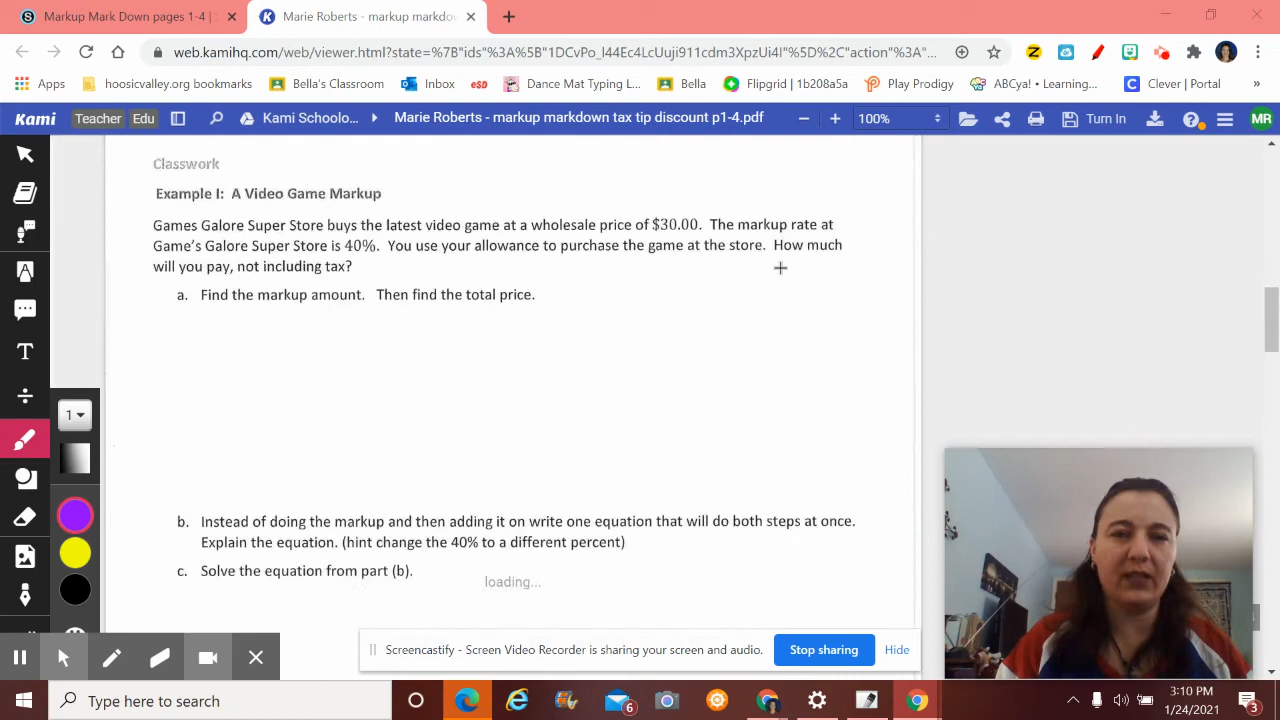 Markup Mark Down pages 1-4 |
Marie Roberts - markup markdow
web.kamihq.com/web/viewer.html?state=%7B"ids"%3A%5B"1DCvPo_l44Ec4LcUuji911cdm3XpzUi4I"%5D%2C"action"%3A"...
Apps
hoosicvalley.org bookmarks
Bella's Classroom
Inbox
esd
Dance Mat Typing L...
Bella
Flipgrid | 1b208a5a
Play Prodigy
ABCya! • Learning...
Clever | Portal
Kami
Teacher
Edu
Kami Schoolo...
Marie Roberts - markup markdown tax tip discount p1-4.pdf
100%
Turn In
MR
Classwork
Example I: A Video Game Markup
Games Galore Super Store buys the latest video game at a wholesale price of $30.00. The markup rate at
Game's Galore Super Store is 40%. You use your allowance to purchase the game at the store. How much
will you pay, not including tax?
a. Find the markup amount. Then find the total price.
b. Instead of doing the markup and then adding it on write one equation that will do both steps at once.
Explain the equation. (hint change the 40% to a different percent)
c. Solve the equation from part (b).
loading...
1
Screencastify - Screen Video Recorder is sharing your screen and audio.
Stop sharing
Hide
Type here to search
6
3:10 PM
1/24/2021
3